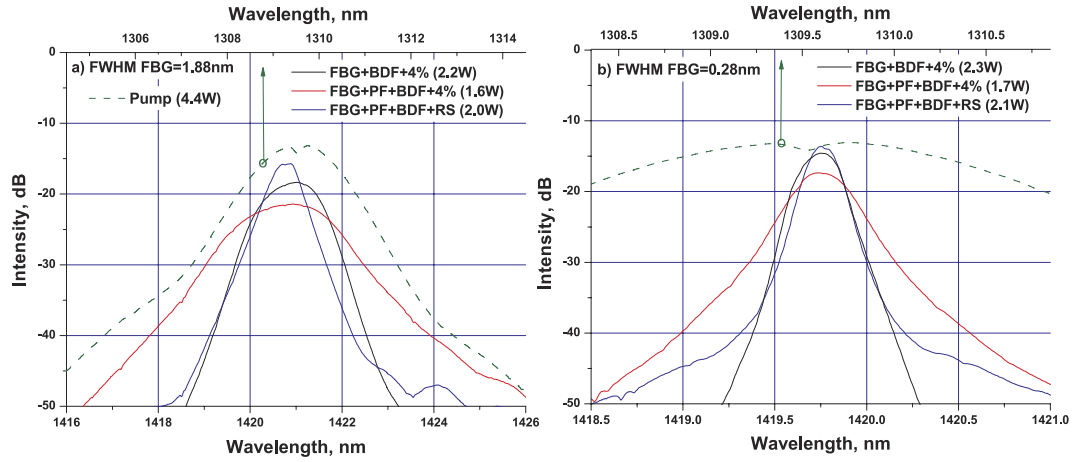 Wavelength, nm
1306 1308 1310 1312 1314
0
-10
-20
-30
-40
-50
Intensity, dB
a) FWHM FBG=1.88nm
Pump (4.4W)
FBG+BDF+4% (2.2W)
FBG+PF+BDF+4% (1.6W)
FBG+PF+BDF+RS (2.0W)
1416 1418 1420 1422 1424 1426
Wavelength, nm
Wavelength, nm
1308.5 1309.0 1309.5 1310.0 1310.5
0
-10
-20
-30
-40
-50
Intensity, dB
b) FWHM FBG=0.28nm
FBG+BDF+4% (2.3W)
FBG+PF+BDF+4% (1.7W)
FBG+PF+BDF+RS (2.1W)
1418.5 1419.0 1419.5 1420.0 1420.5 1421.0
Wavelength, nm